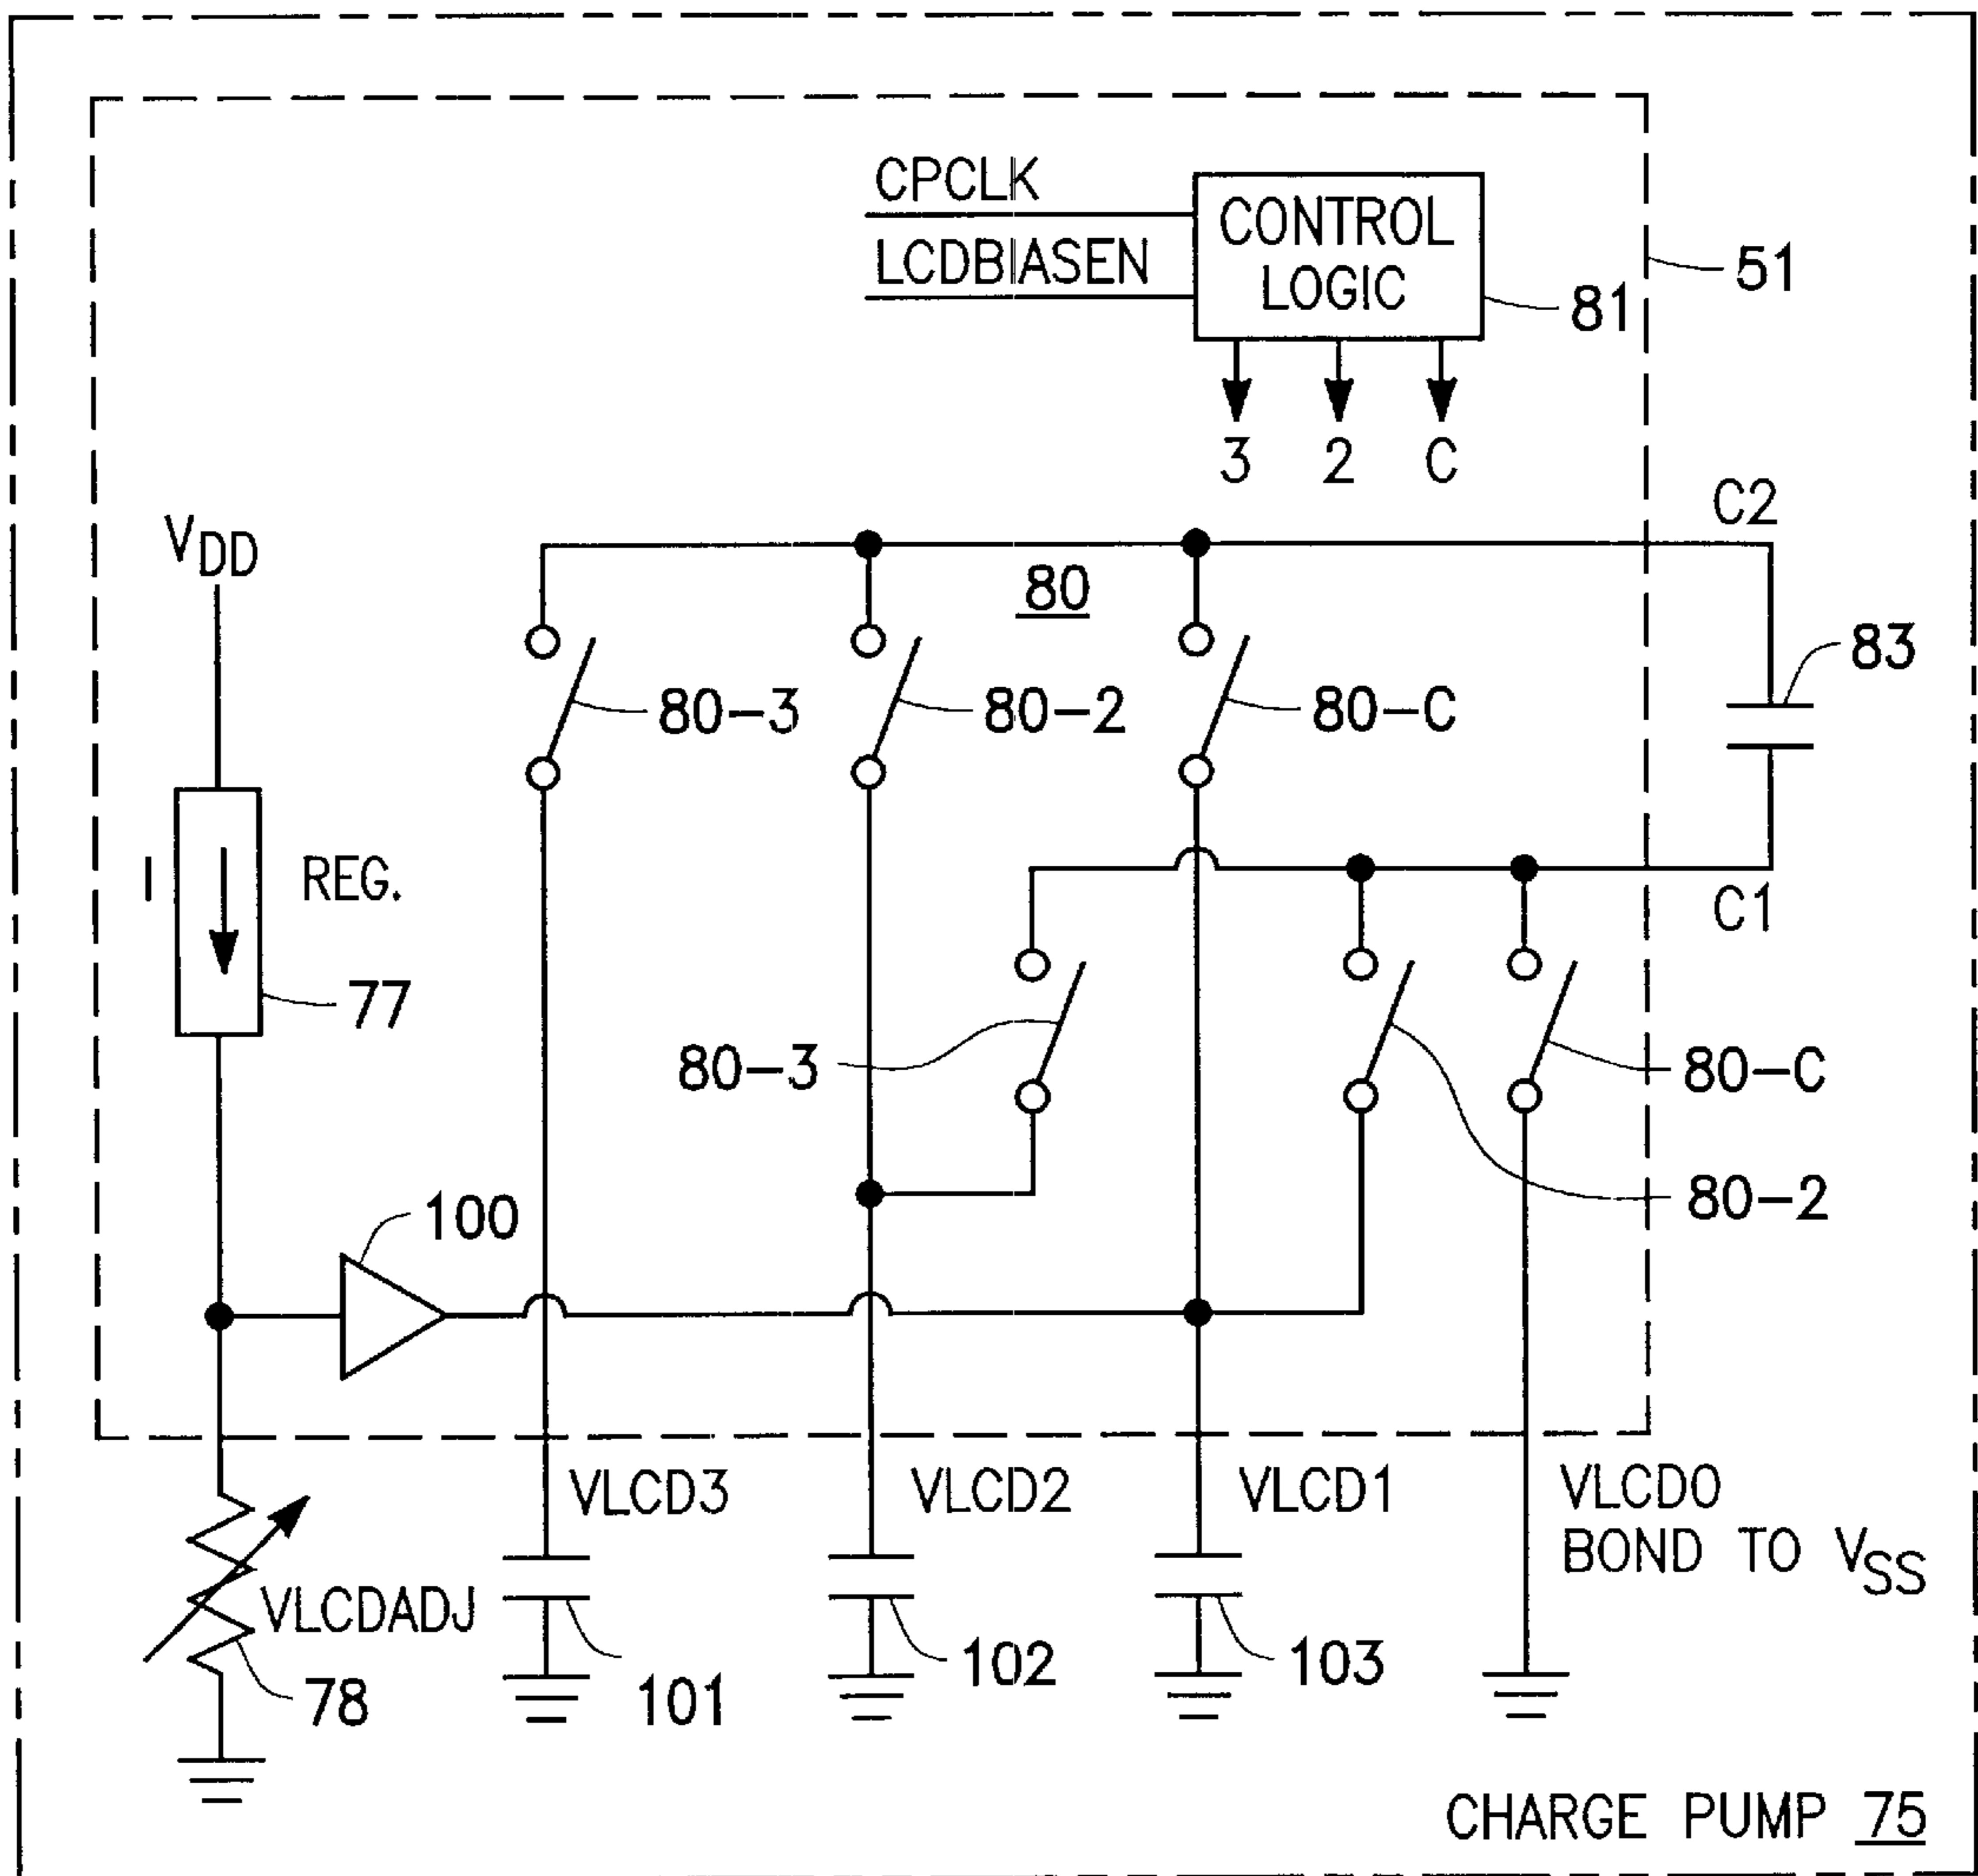 CPCLK
LCDBIASEN
CONTROL
LOGIC
51
81
3 2 C
C2
VDD
80
83
80-3
80-2
80-C
I
REG.
C1
77
80-3
80-C
80-2
100
VLCD3
VLCD2
VLCD1
VLCD0
BOND TO VSS
VLCDADJ
78
101
102
103
CHARGE PUMP 75